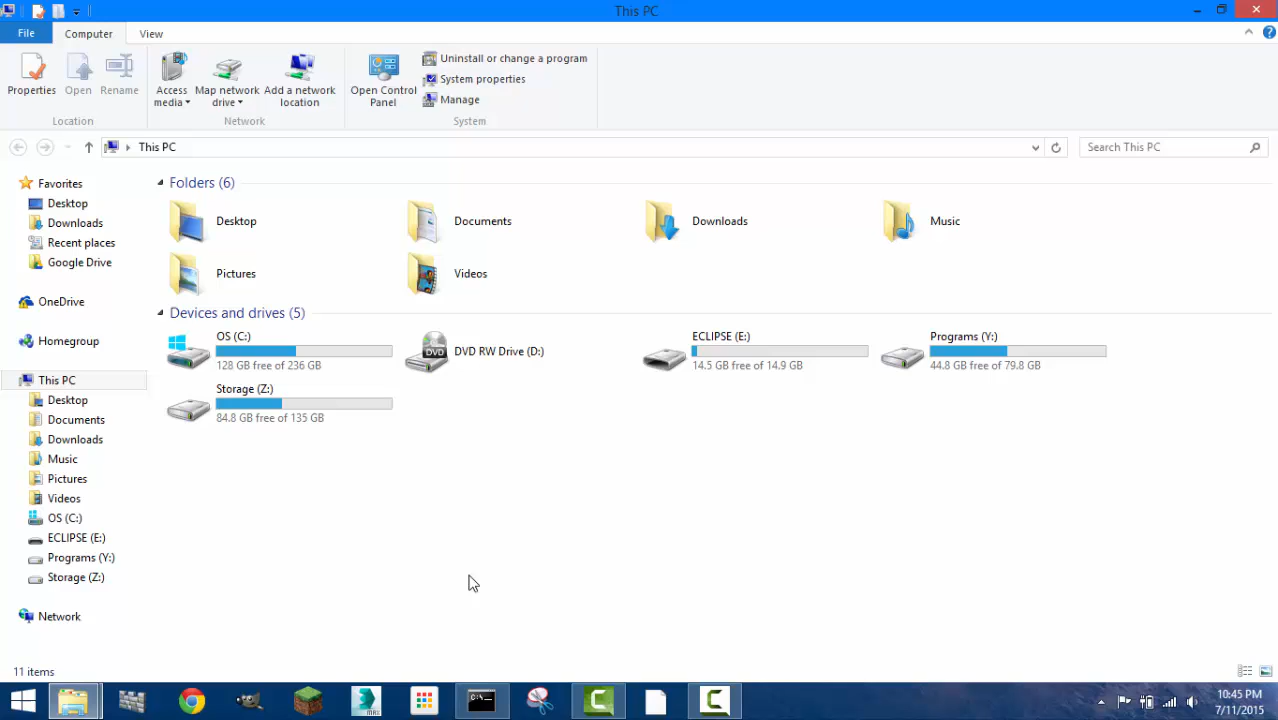 This PC
File
Computer
View
Properties
Open
Rename
Access media
Map network drive
Add a network location
Open Control Panel
Uninstall or change a program
System properties
Manage
Location
Network
System
This PC
Search This PC
Favorites
Desktop
Downloads
Recent places
Google Drive
OneDrive
Homegroup
This PC
Desktop
Documents
Downloads
Music
Pictures
Videos
OS (C:)
ECLIPSE (E:)
Programs (Y:)
Storage (Z:)
Network
Folders (6)
Desktop
Documents
Downloads
Music
Pictures
Videos
Devices and drives (5)
OS (C:)
128 GB free of 236 GB
DVD RW Drive (D:)
ECLIPSE (E:)
14.5 GB free of 14.9 GB
Programs (Y:)
44.8 GB free of 79.8 GB
Storage (Z:)
84.8 GB free of 135 GB
11 items
10:45 PM
7/11/2015